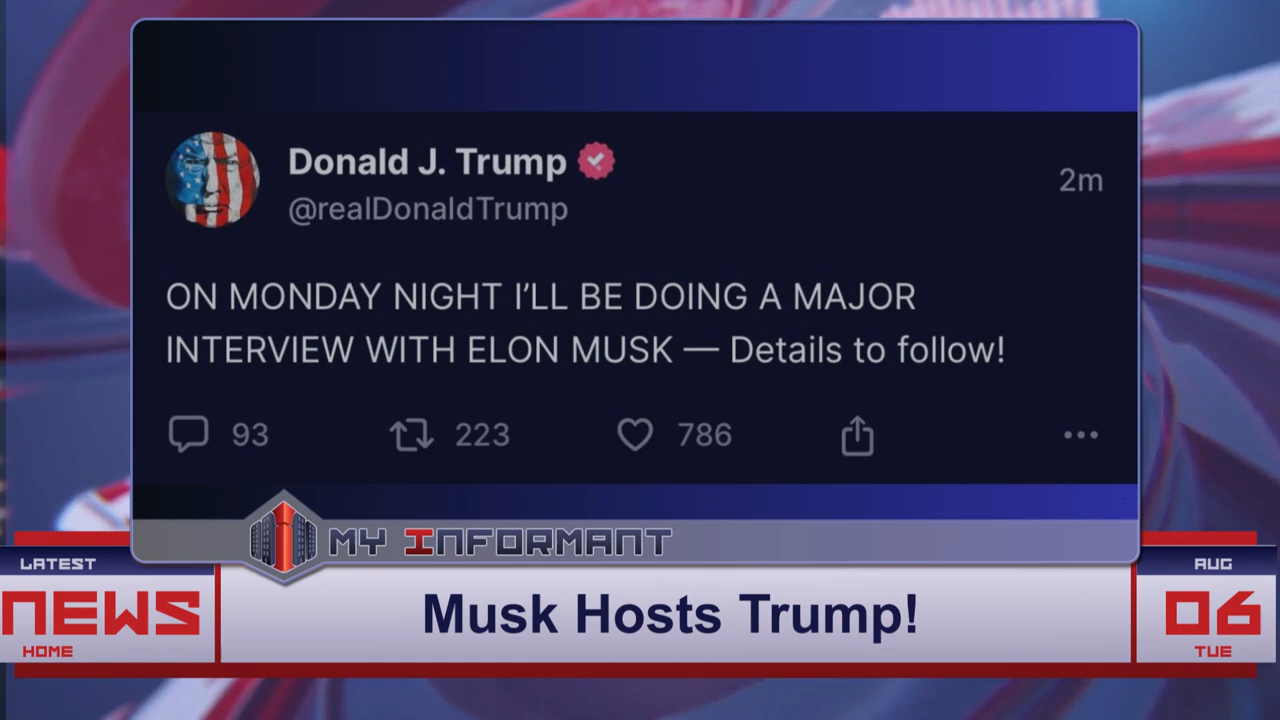 Donald J. Trump
@realDonaldTrump
2m
ON MONDAY NIGHT I’LL BE DOING A MAJOR
INTERVIEW WITH ELON MUSK — Details to follow!
93 223 786
MY INFORMANT
LATEST
NEWS
HOME
Musk Hosts Trump!
AUG
06
TUE